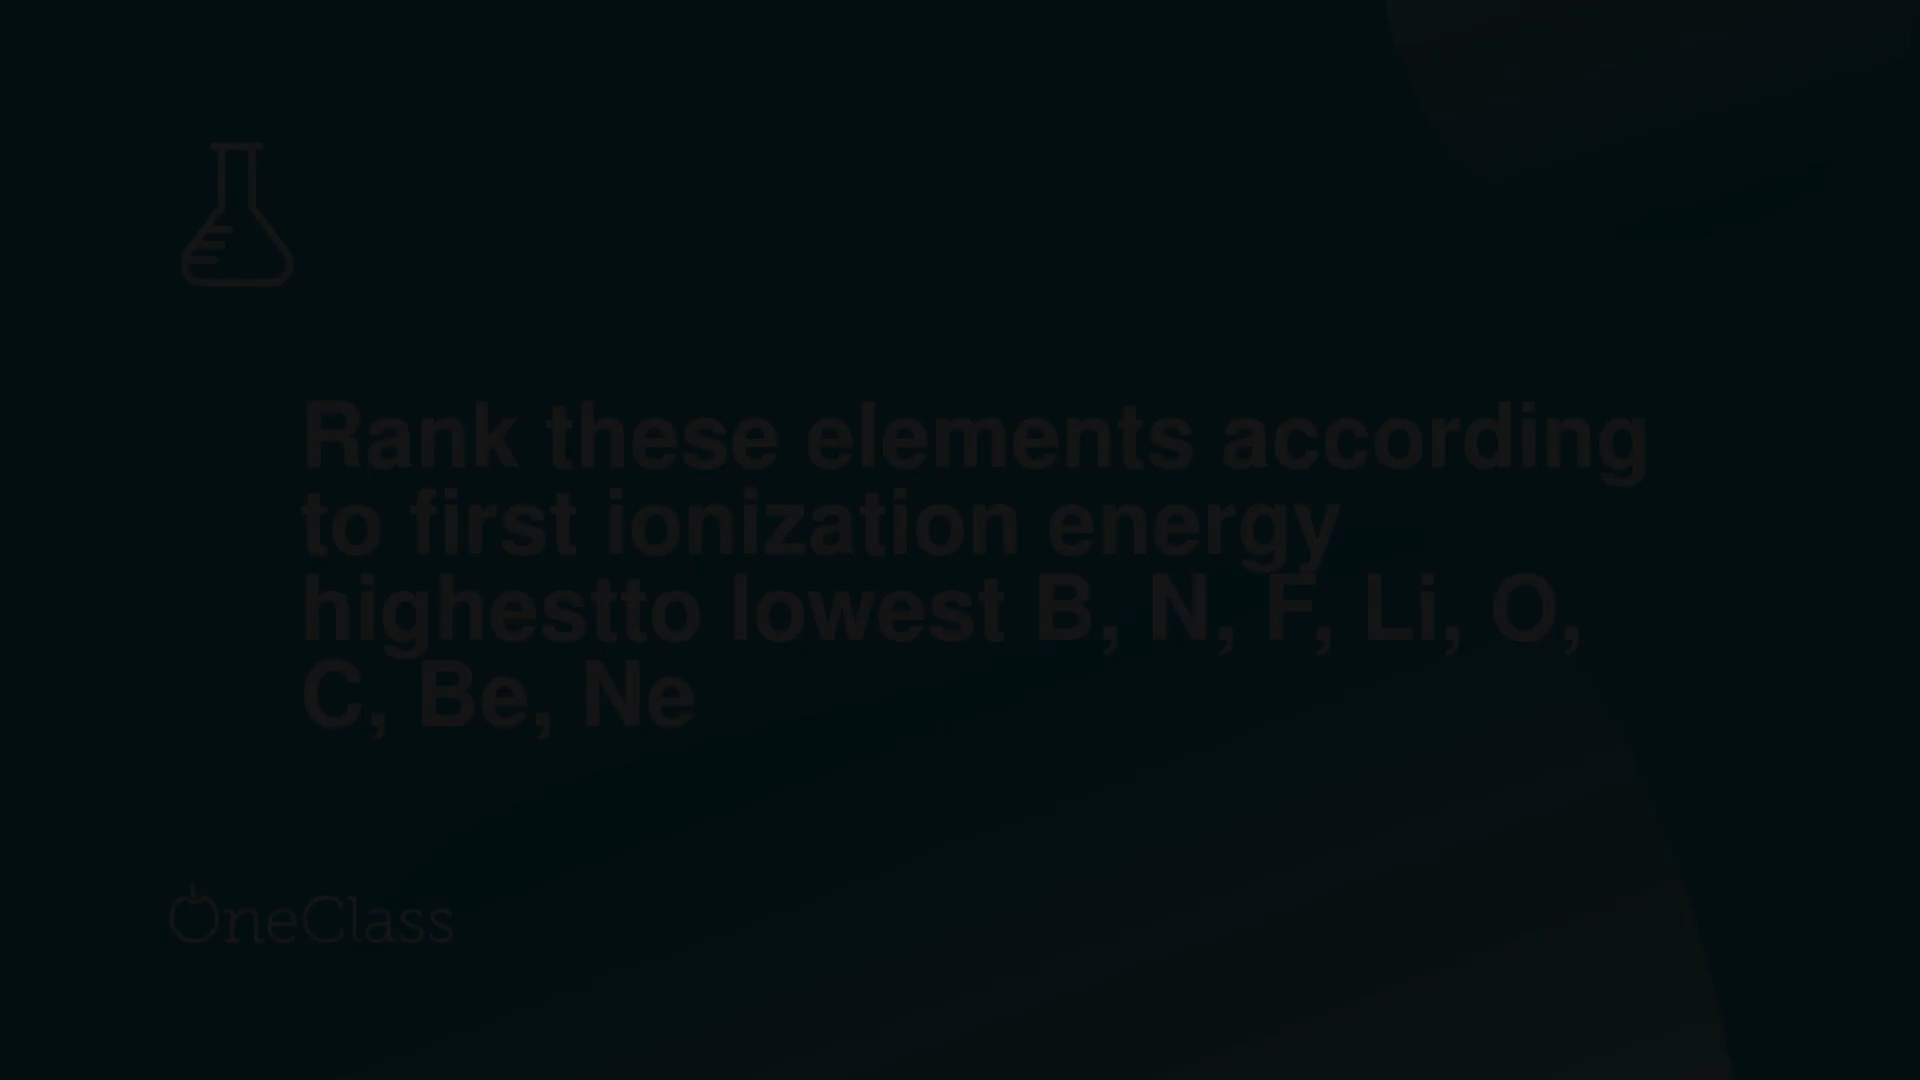 Rank these elements according
to first ionization energy
highestto lowest B, N, F, Li, O,
C, Be, Ne
OneClass